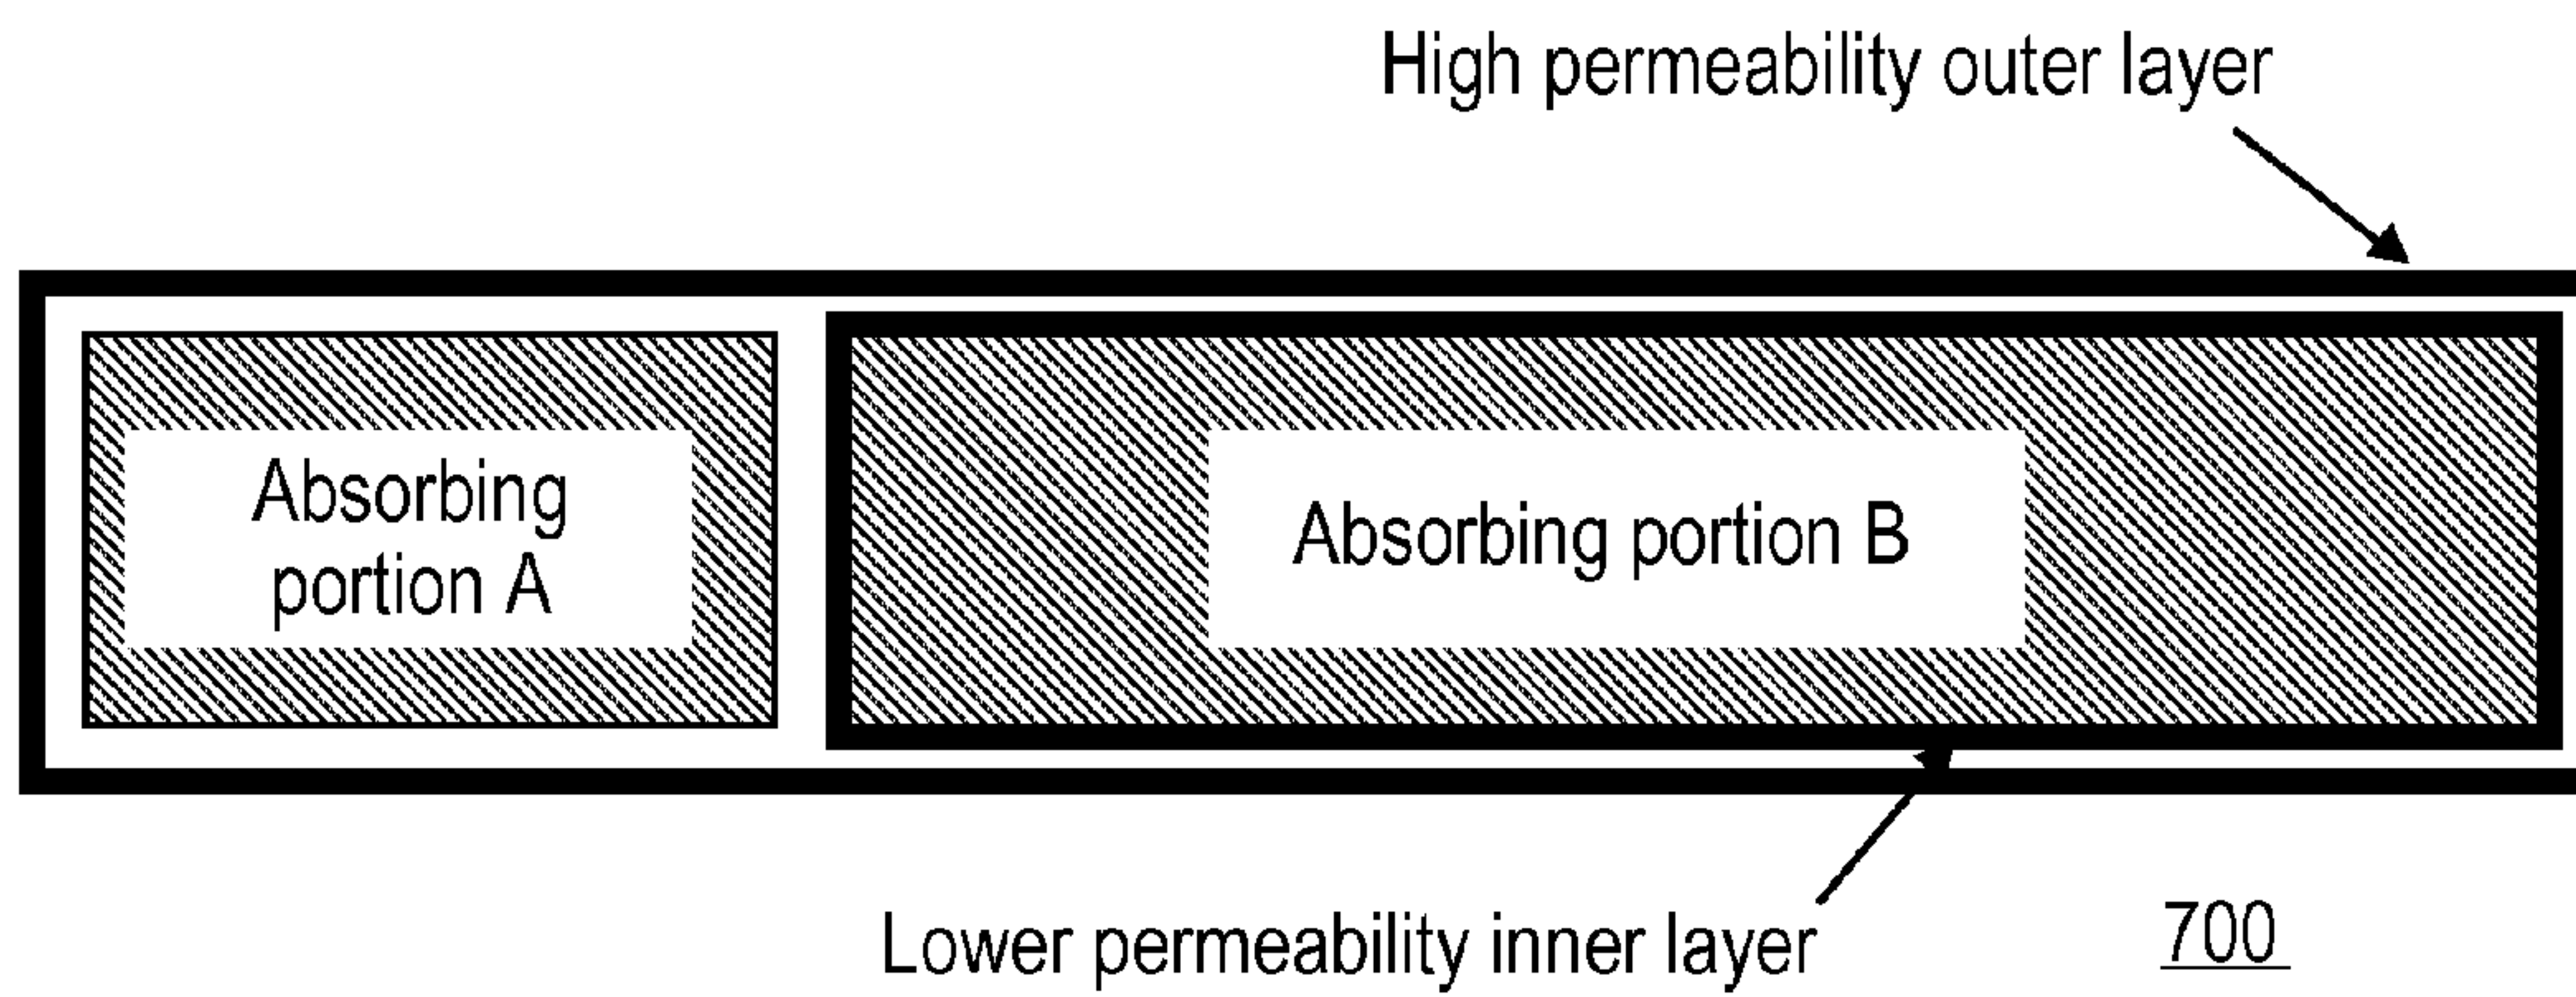 High permeability outer layer
Absorbing
portion A
Absorbing portion B
Lower permeability inner layer
700